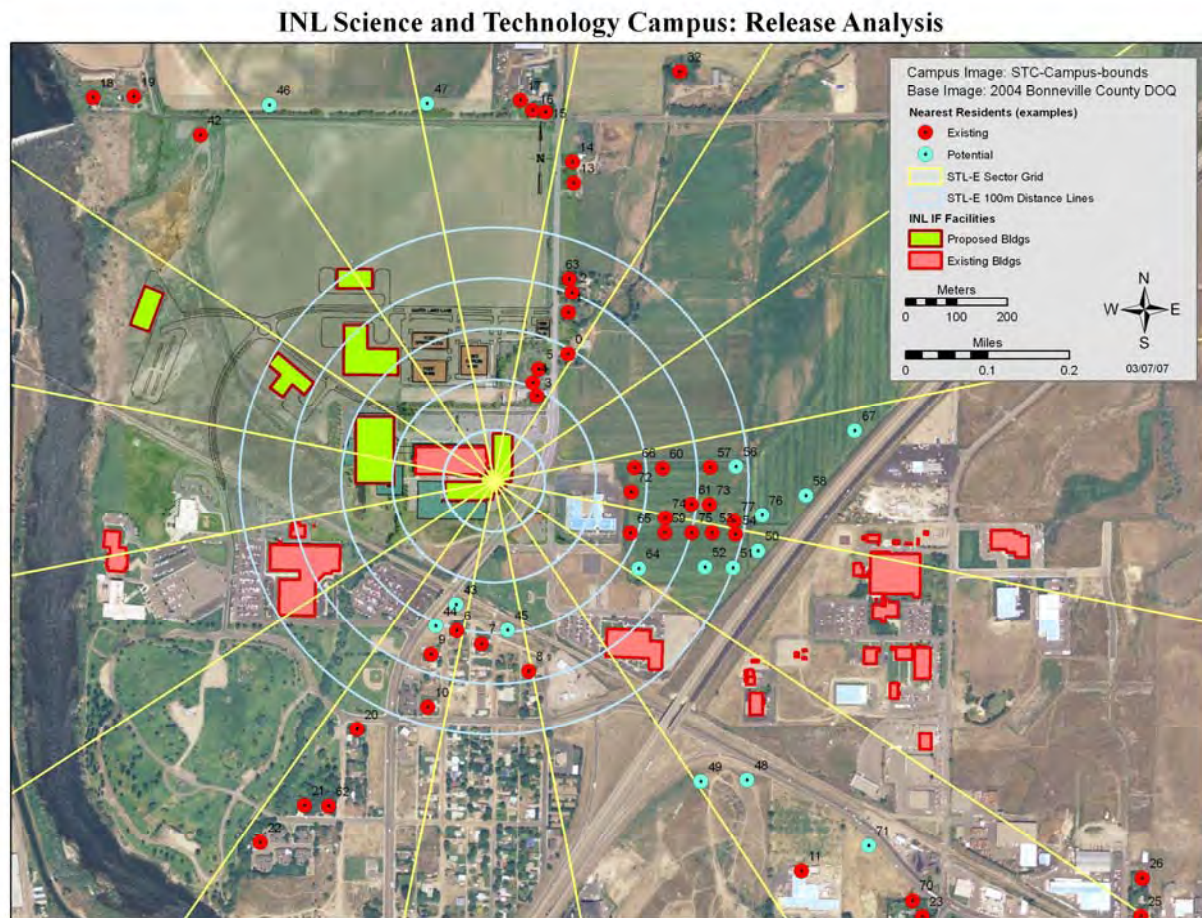 INL Science and Technology Campus: Release Analysis
Campus Image: STC-Campus-bounds
Base Image: 2004 Bonneville County DOQ
Nearest Residents (examples)
Existing
Potential
STL-E Sector Grid
STL-E 100m Distance Lines
INL IF Facilities
Proposed Bldgs
Existing Bldgs
Meters
0 100 200
Miles
0 0.1 0.2
N
W E
S
03/07/07
18 19
46
47
17
16
15
32
42
N
14
13
63
2
0
5
3
67
66 60 57 56
72
58
74 61 73
77 76
65 59 75 53 54
50
64 52 51
43
44 6 45
9 7
8
10
20
49 48
21 62
22
71
11
26
70
23 25